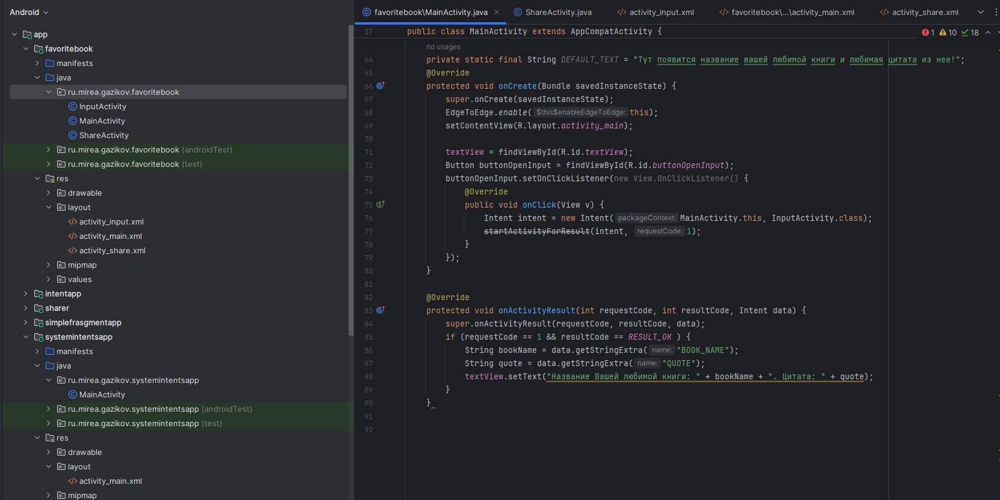 Android
app
favoritebook
manifests
java
ru.mirea.gazikov.favoritebook
InputActivity
MainActivity
ShareActivity
ru.mirea.gazikov.favoritebook (androidTest)
ru.mirea.gazikov.favoritebook (test)
res
drawable
layout
activity_input.xml
activity_main.xml
activity_share.xml
mipmap
values
intentapp
sharer
simplefrasgmentapp
systemintentsapp
manifests
java
ru.mirea.gazikov.systemintentsapp
MainActivity
ru.mirea.gazikov.systemintentsapp (androidTest)
ru.mirea.gazikov.systemintentsapp (test)
res
drawable
layout
activity_main.xml
mipmap
favoritebook\MainActivity.java ShareActivity.java activity_input.xml favoritebook\...\activity_main.xml activity_share.xml
17 public class MainActivity extends AppCompatActivity { 1 10 18
no usages
64 private static final String DEFAULT_TEXT = "Тут появится название вашей любимой книги и любимая цитата из нее!";
65 @Override
66 protected void onCreate(Bundle savedInstanceState) {
67 super.onCreate(savedInstanceState);
68 EdgeToEdge.enable( $this$enableEdgeToEdge: this);
69 setContentView(R.layout.activity_main);
70
71 textView = findViewById(R.id.textView);
72 Button buttonOpenInput = findViewById(R.id.buttonOpenInput);
73 buttonOpenInput.setOnClickListener(new View.OnClickListener() {
74 @Override
75 public void onClick(View v) {
76 Intent intent = new Intent( packageContext: MainActivity.this, InputActivity.class);
77 startActivityForResult(intent, requestCode: 1);
78 }
79 });
80 }
81
82 @Override
83 protected void onActivityResult(int requestCode, int resultCode, Intent data) {
84 super.onActivityResult(requestCode, resultCode, data);
85 if (requestCode == 1 && resultCode == RESULT_OK ) {
86 String bookName = data.getStringExtra( name: "BOOK_NAME");
87 String quote = data.getStringExtra( name: "QUOTE");
88 textView.setText("Название Вашей любимой книги: " + bookName + ". Цитата: " + quote);
89 }
90 }
91
92